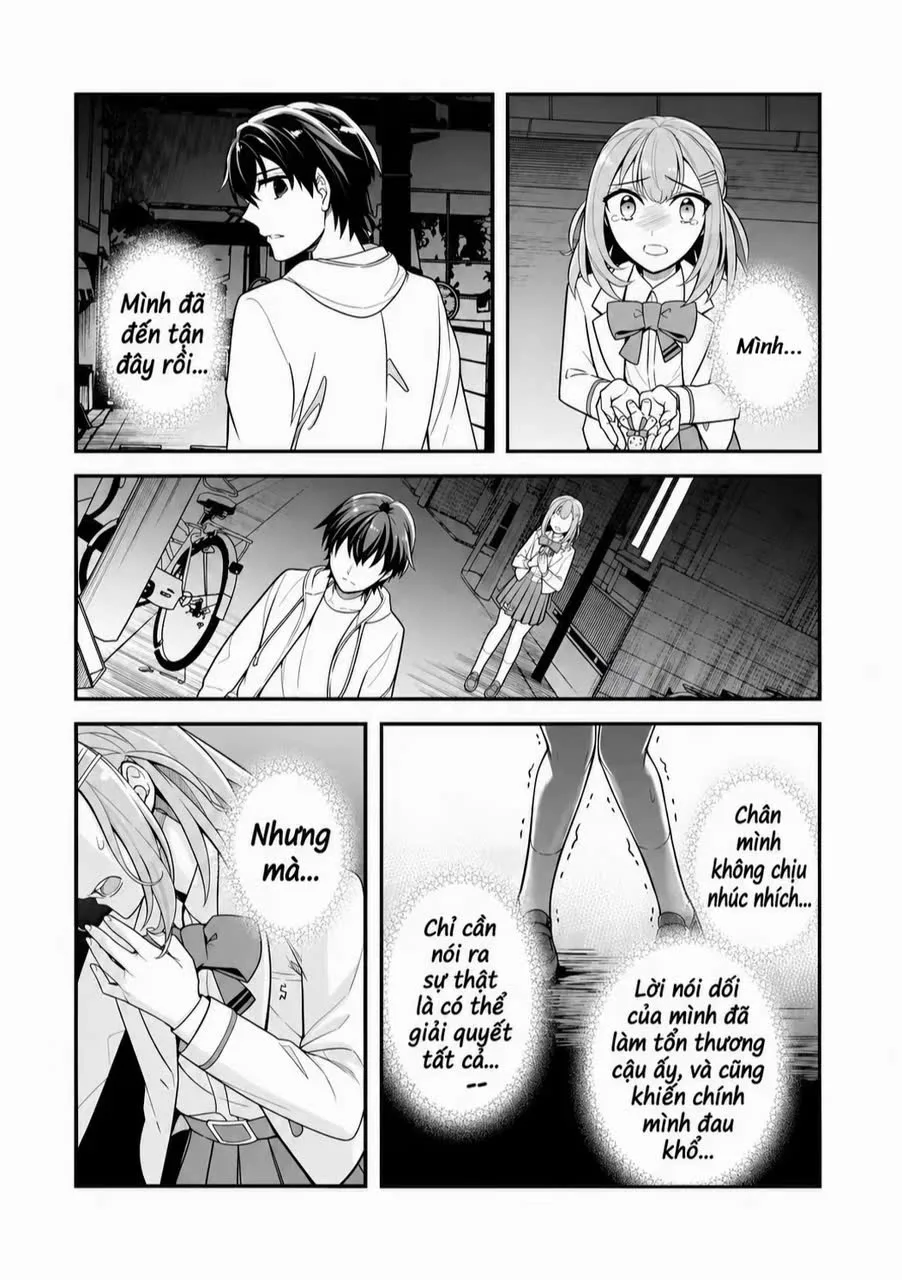 Mình...
Mình đã
đến tận
đây rồi...
Chân
mình
không chịu
nhúc nhích...
Lời nói dối
của mình đã
làm tổn thương
cậu ấy, và cũng
khiến chính
mình đau
khổ...
Chỉ cần
nói ra
sự thật
là có thể
giải quyết
tất cả...
--
Nhưng
mà...